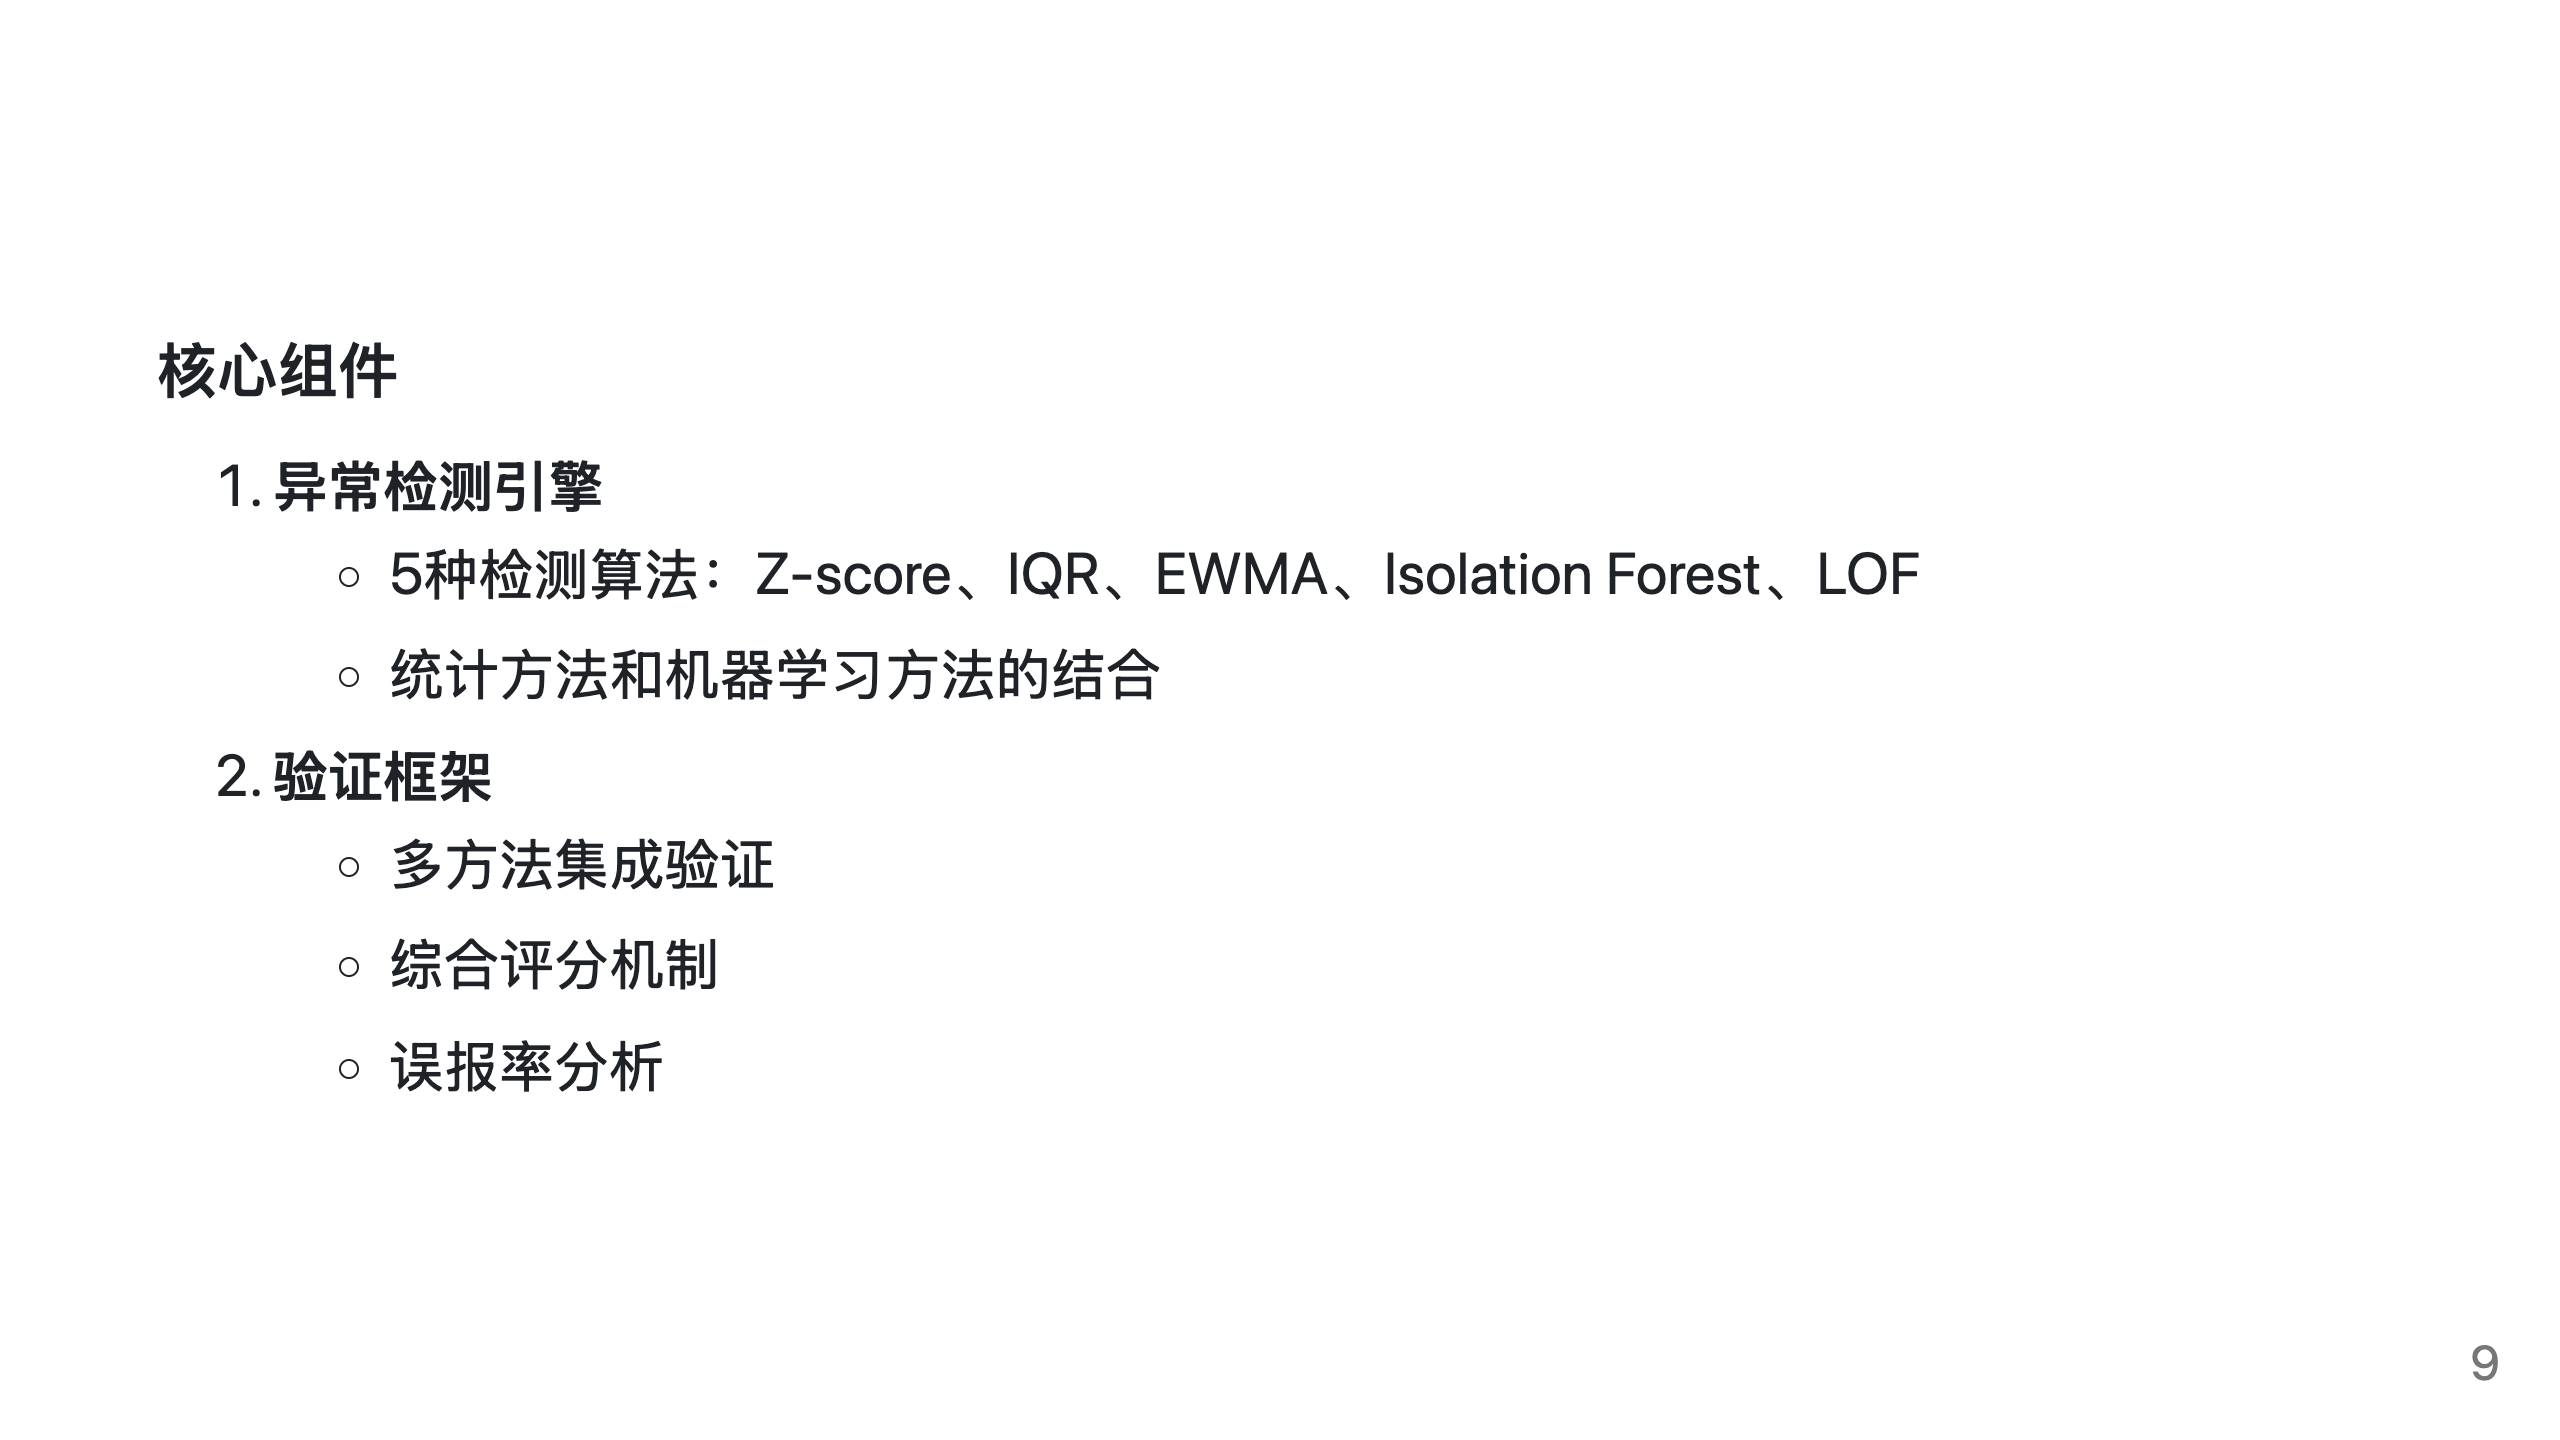 核心组件
1. 异常检测引擎
○ 5种检测算法：Z-score、IQR、EWMA、Isolation Forest、LOF
○ 统计方法和机器学习方法的结合
2. 验证框架
○ 多方法集成验证
○ 综合评分机制
○ 误报率分析
9